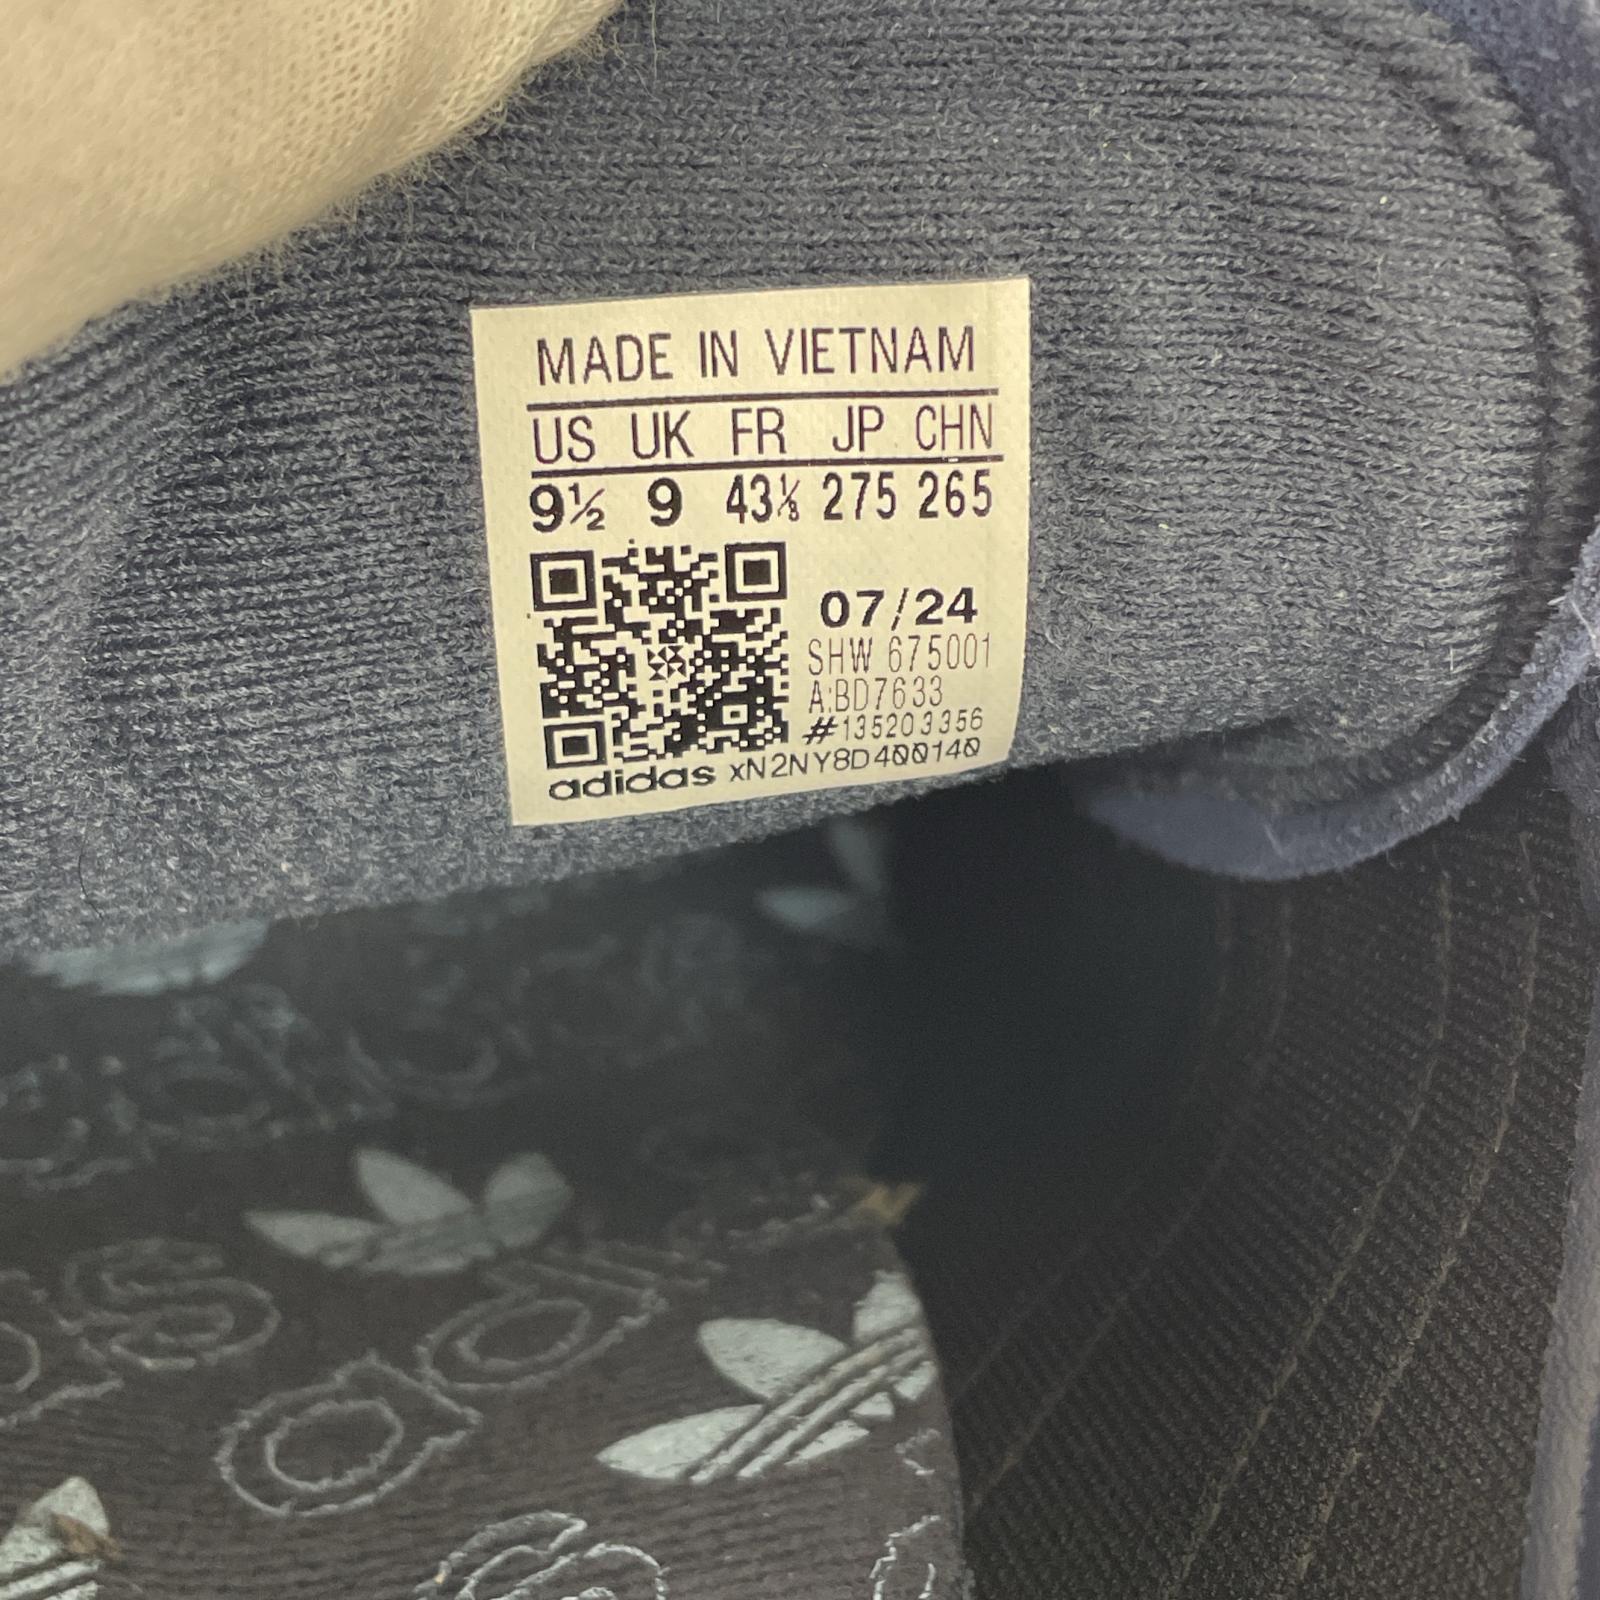 MADE IN VIETNAM
US UK FR JP CHN
9½ 9 43⅓ 275 265
07/24
SHW 675001
A:BD7633
#135203356
adidas xN2NY8D400140